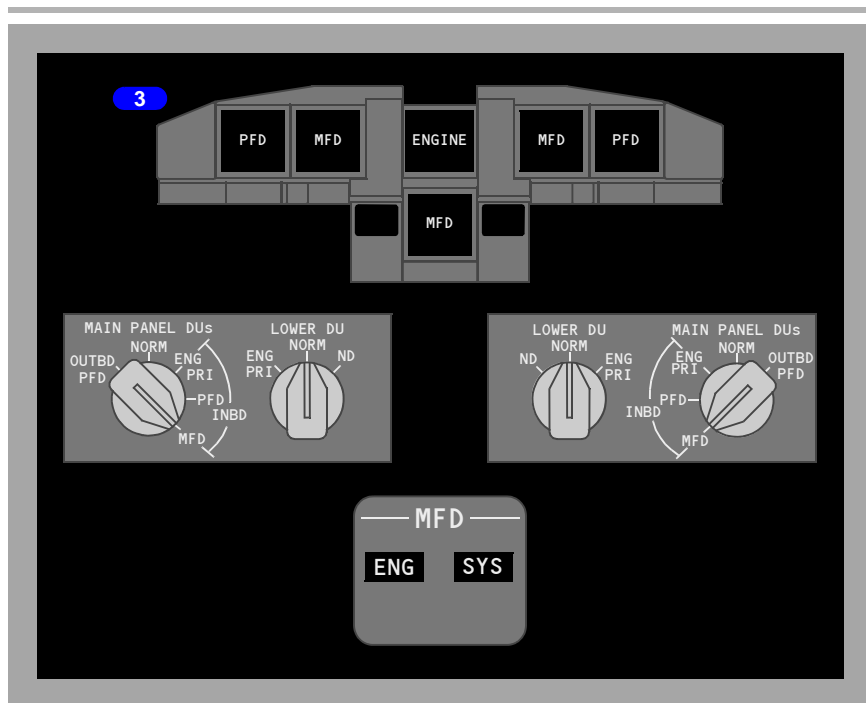 3
PFD MFD ENGINE MFD PFD
MFD
MAIN PANEL DUs
NORM
OUTBD
PFD
ENG
PRI
PFD
INBD
MFD
LOWER DU
NORM
ENG
PRI
ND
LOWER DU
NORM
ND
ENG
PRI
MAIN PANEL DUs
NORM
ENG
PRI
OUTBD
PFD
PFD
INBD
MFD
MFD
ENG SYS